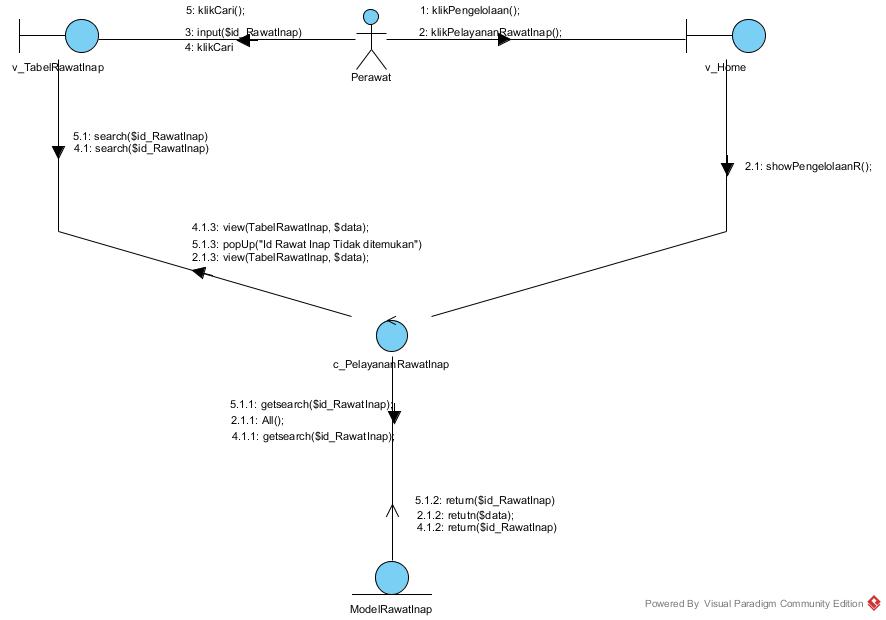 5: klikCari();
1: klikPengelolaan();
3: input($id_RawatInap)
2: klikPelayananRawatInap();
4: klikCari
v_TabelRawatInap
Perawat
v_Home
5.1: search($id_RawatInap)
4.1: search($id_RawatInap)
2.1: showPengelolaanR();
4.1.3: view(TabelRawatInap, $data);
5.1.3: popUp("Id Rawat Inap Tidak ditemukan")
2.1.3: view(TabelRawatInap, $data);
c_PelayananRawatInap
5.1.1: getsearch($id_RawatInap);
2.1.1: All();
4.1.1: getsearch($id_RawatInap);
5.1.2: return($id_RawatInap)
2.1.2: retutn($data);
4.1.2: return($id_RawatInap)
ModelRawatInap
Powered By Visual Paradigm Community Edition